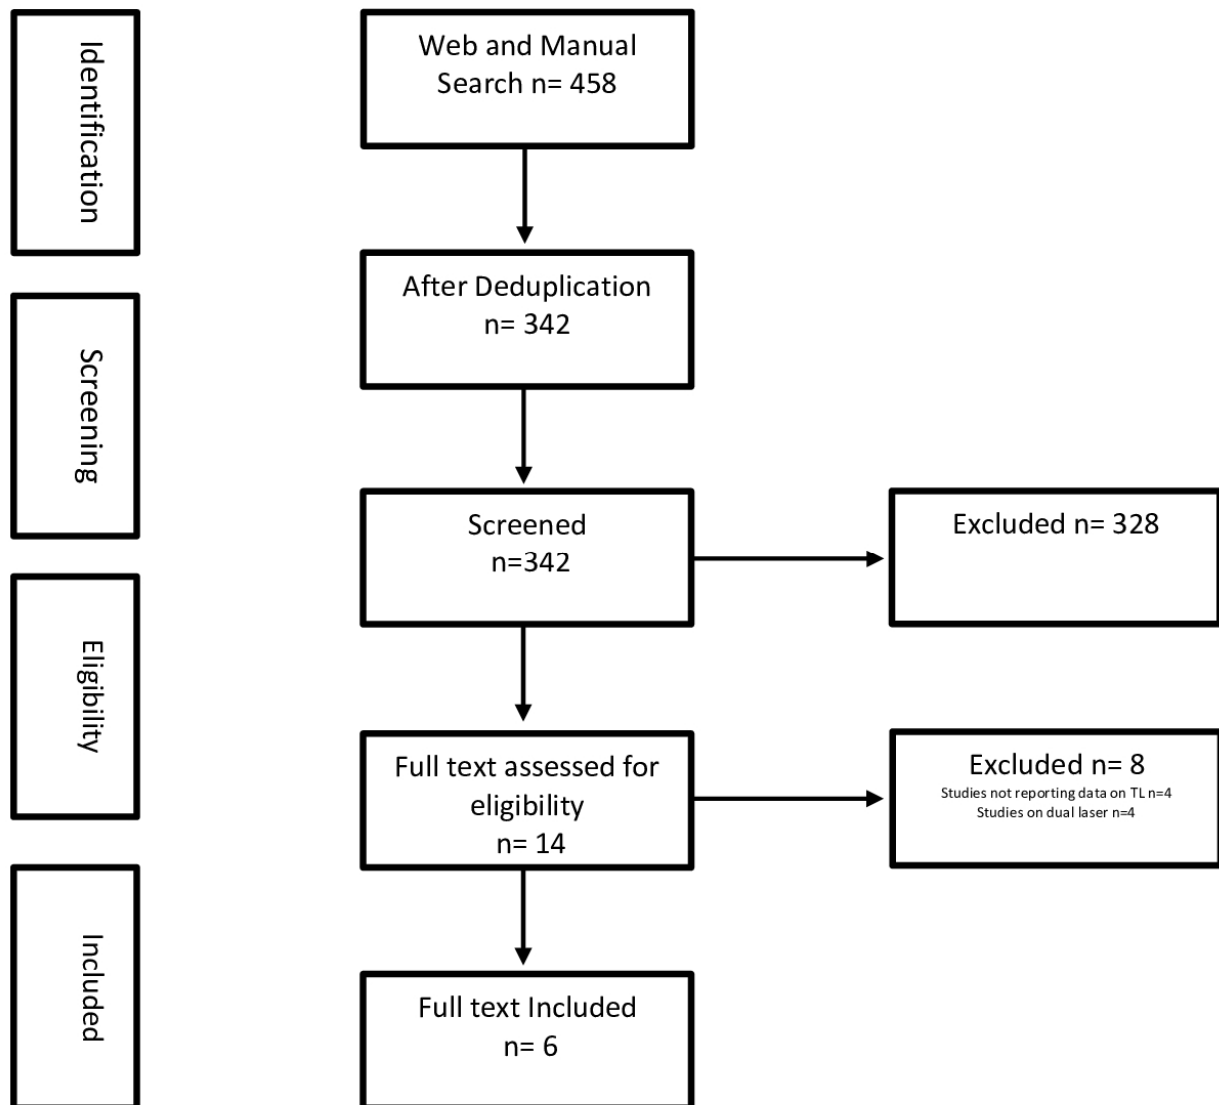 Identification
Web and Manual
Search n= 458
After Deduplication
n= 342
Screening
Screened
n=342
Excluded n= 328
Eligibility
Full text assessed for
eligibility
n= 14
Excluded n= 8
Studies not reporting data on TL n=4
Studies on dual laser n=4
Included
Full text Included
n= 6